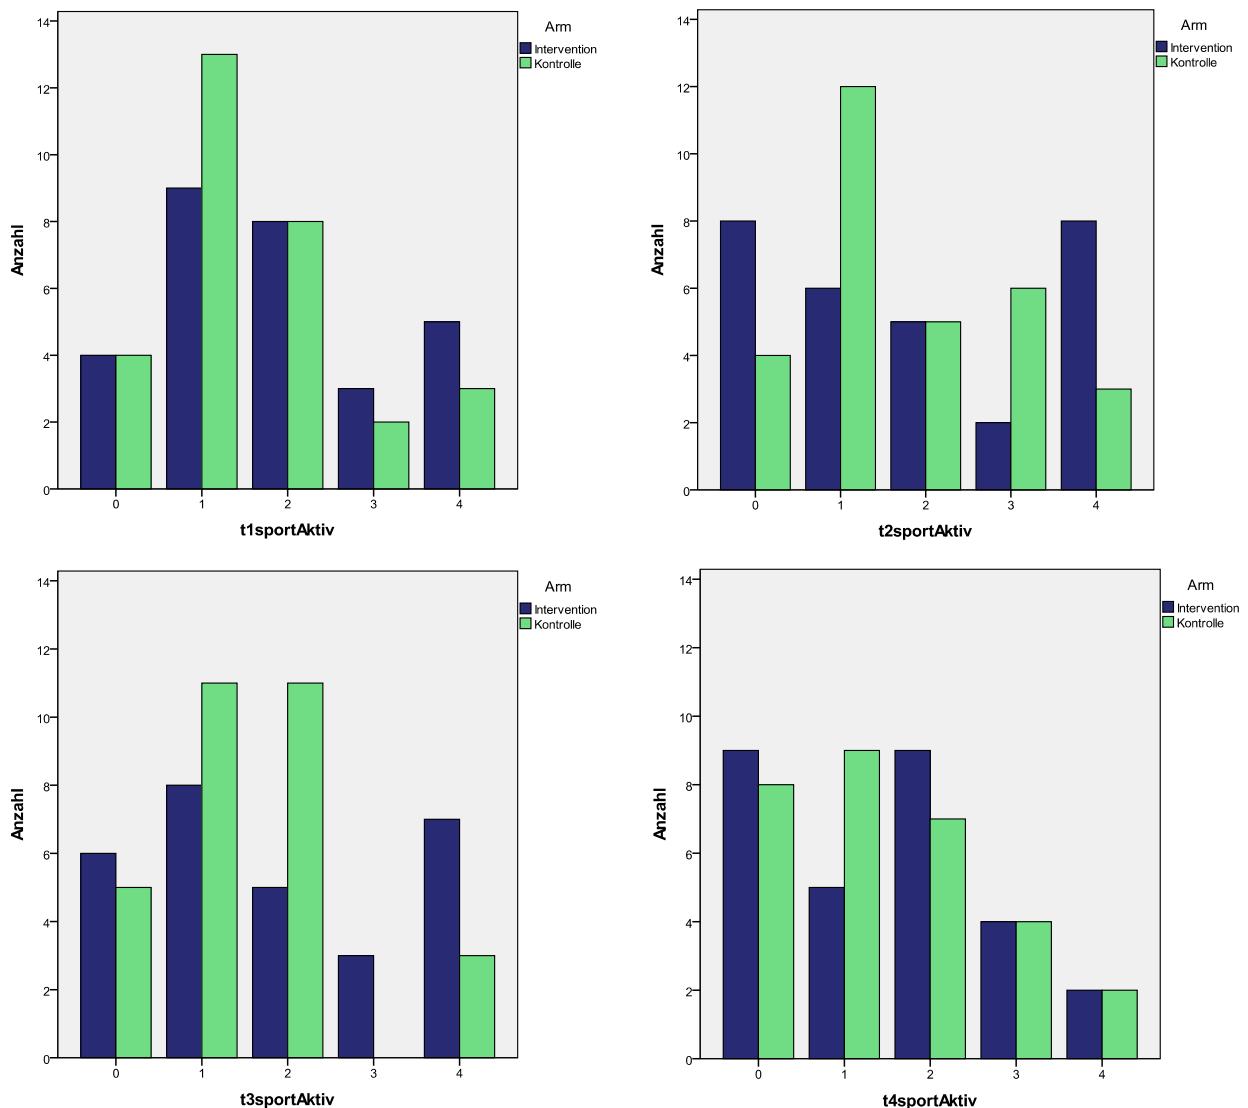 Arm
Intervention
Kontrolle
Anzahl
14
12
10
8
6
4
2
0
0 1 2 3 4
t1sportAktiv
Arm
Intervention
Kontrolle
Anzahl
14
12
10
8
6
4
2
0
0 1 2 3 4
t2sportAktiv
Arm
Intervention
Kontrolle
Anzahl
14
12
10
8
6
4
2
0
0 1 2 3 4
t3sportAktiv
Arm
Intervention
Kontrolle
Anzahl
14
12
10
8
6
4
2
0
0 1 2 3 4
t4sportAktiv